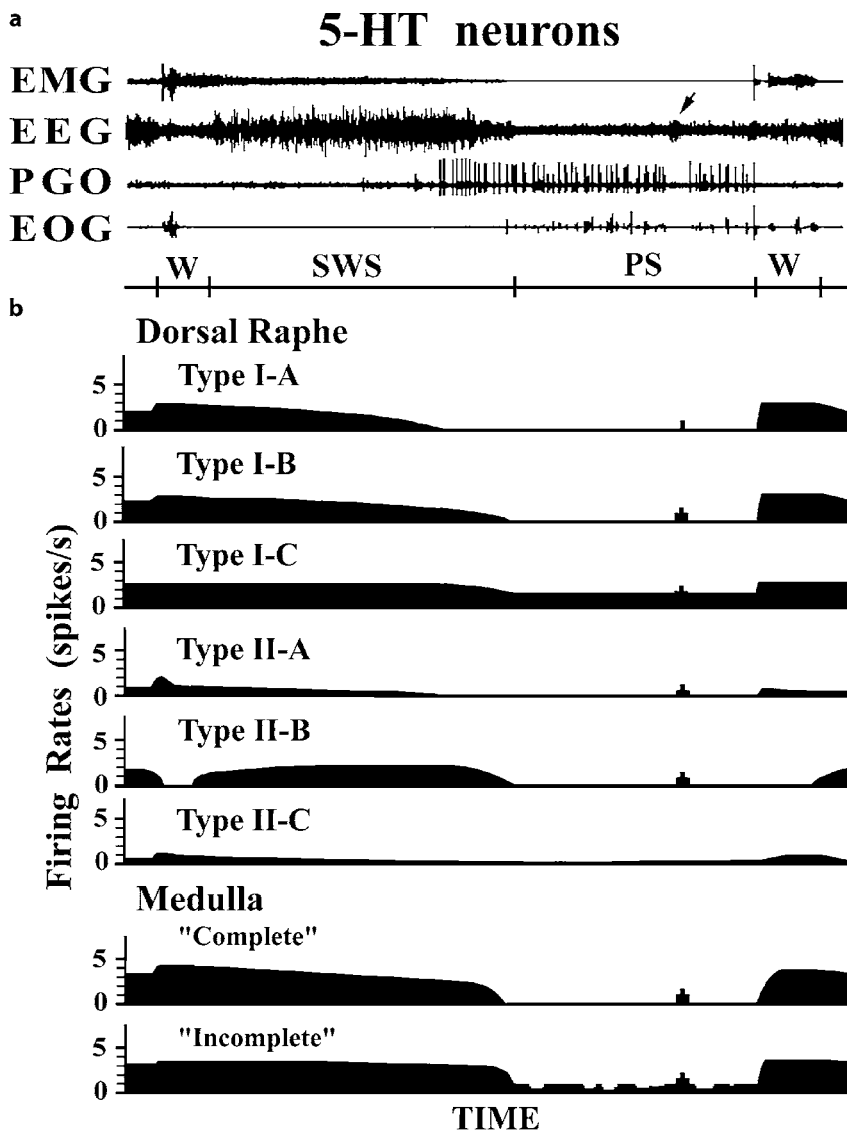 a
5-HT neurons
EMG
EEG
PGO
EOG
W SWS PS W
b
Dorsal Raphe
Firing Rates (spikes/s)
Type I-A
5
0
Type I-B
5
0
Type I-C
5
0
Type II-A
5
0
Type II-B
5
0
Type II-C
5
0
Medulla
"Complete"
5
0
"Incomplete"
5
0
TIME